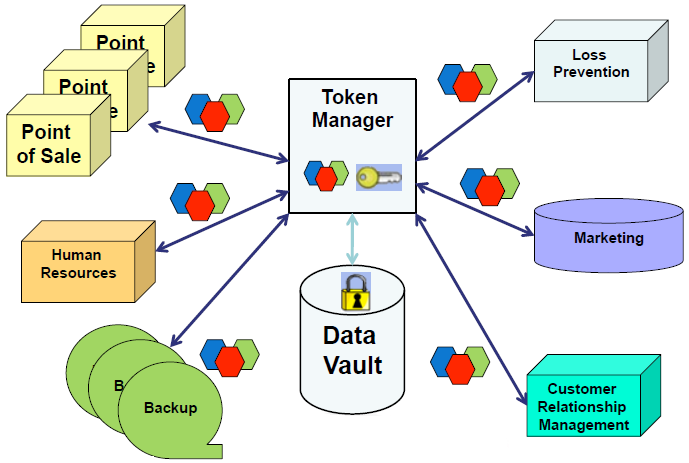 Point
e
Point
e
Point
of Sale
Token
Manager
Loss
Prevention
Human
Resources
Marketing
Data
Vault
B
B
Backup
Customer
Relationship
Management